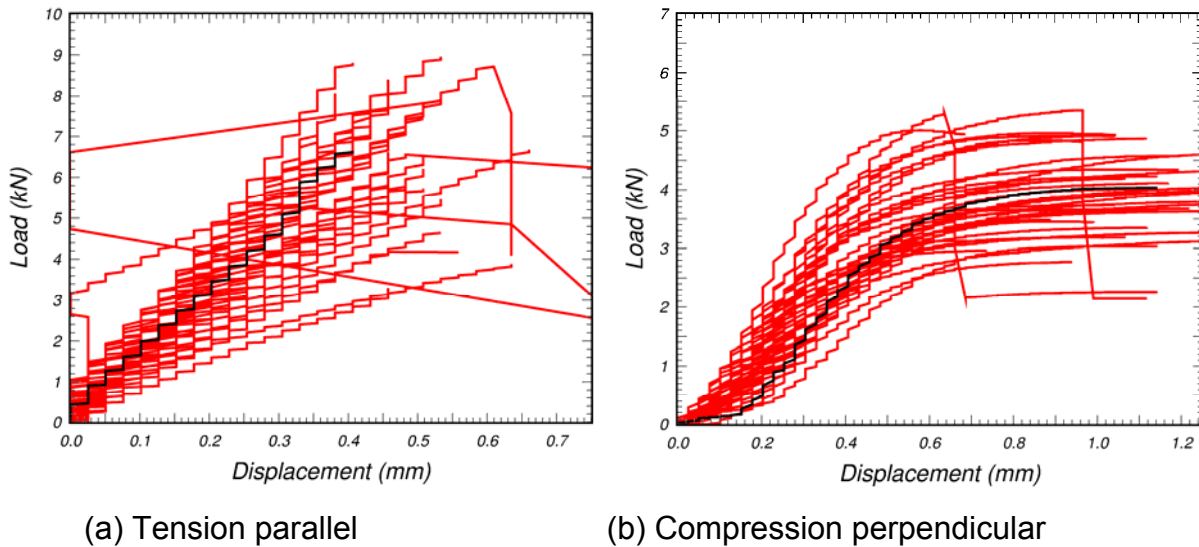 10
9
8
7
6
5
4
3
2
1
0
Load (kN)
0.0 0.1 0.2 0.3 0.4 0.5 0.6 0.7
Displacement (mm)
7
6
5
4
3
2
1
0
Load (kN)
0.0 0.2 0.4 0.6 0.8 1.0 1.2
Displacement (mm)
(a) Tension parallel
(b) Compression perpendicular